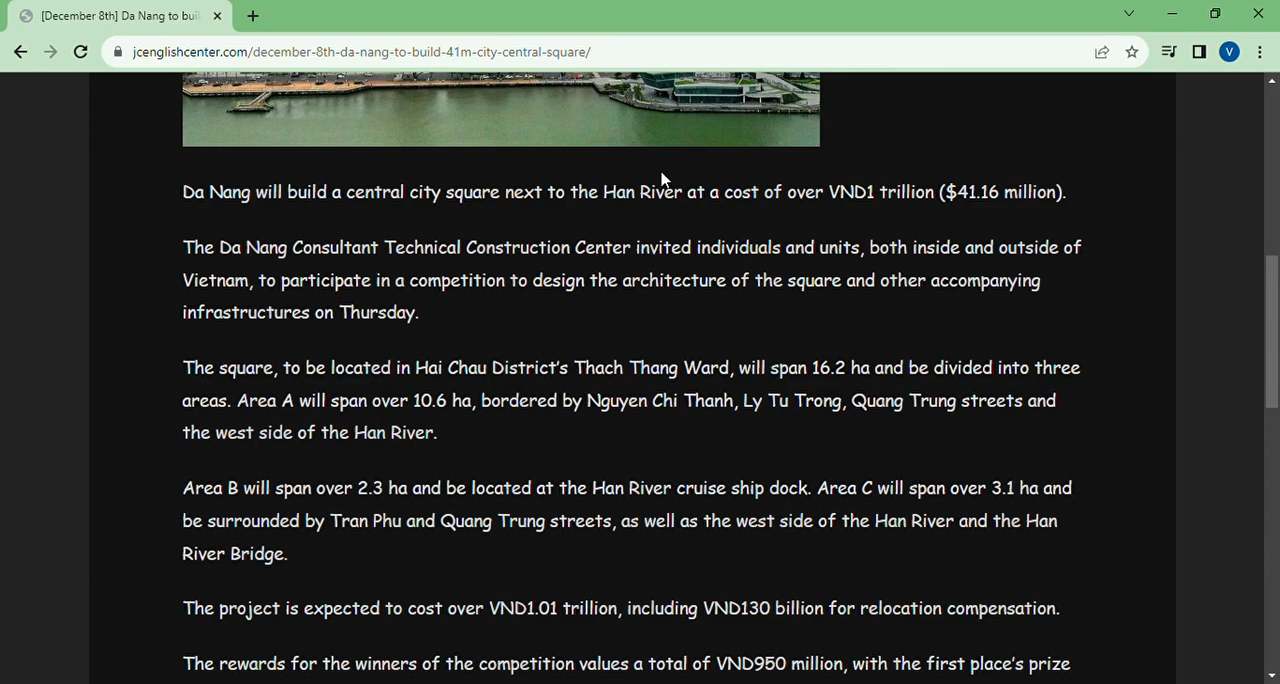 [December 8th] Da Nang to bui
jcenglishcenter.com/december-8th-da-nang-to-build-41m-city-central-square/
V
Da Nang will build a central city square next to the Han River at a cost of over VND1 trillion ($41.16 million).
The Da Nang Consultant Technical Construction Center invited individuals and units, both inside and outside of
Vietnam, to participate in a competition to design the architecture of the square and other accompanying
infrastructures on Thursday.
The square, to be located in Hai Chau District's Thach Thang Ward, will span 16.2 ha and be divided into three
areas. Area A will span over 10.6 ha, bordered by Nguyen Chi Thanh, Ly Tu Trong, Quang Trung streets and
the west side of the Han River.
Area B will span over 2.3 ha and be located at the Han River cruise ship dock. Area C will span over 3.1 ha and
be surrounded by Tran Phu and Quang Trung streets, as well as the west side of the Han River and the Han
River Bridge.
The project is expected to cost over VND1.01 trillion, including VND130 billion for relocation compensation.
The rewards for the winners of the competition values a total of VND950 million, with the first place's prize